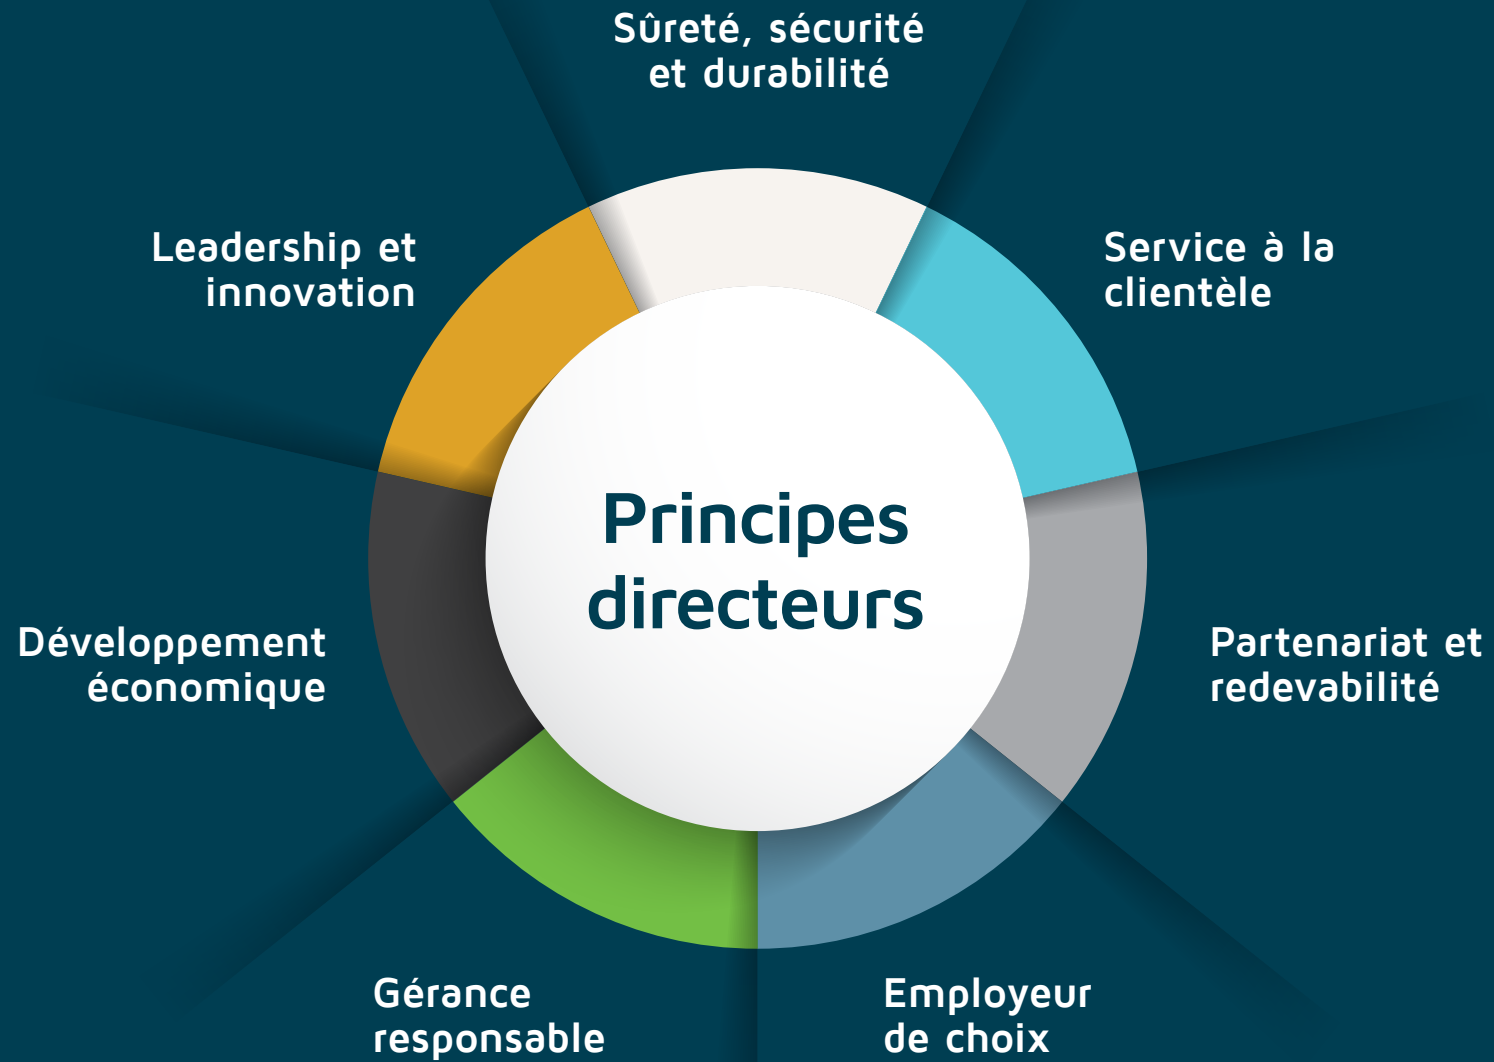 Sûreté, sécurité
et durabilité
Leadership et
innovation
Service à la
clientèle
Principes
directeurs
Développement
économique
Partenariat et
redevabilité
Gérance
responsable
Employeur
de choix